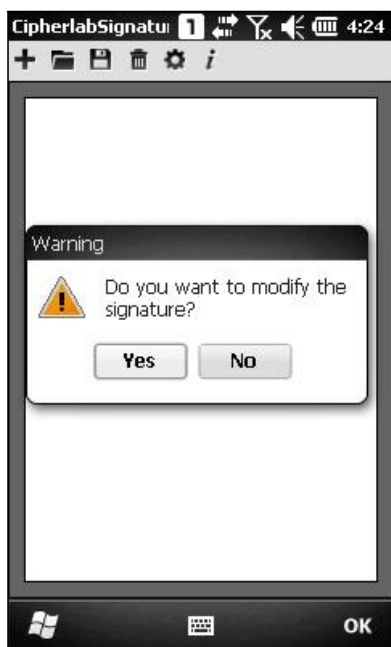 CipherlabSignatu 1 4:24
i
Warning
Do you want to modify the
signature?
Yes No
OK